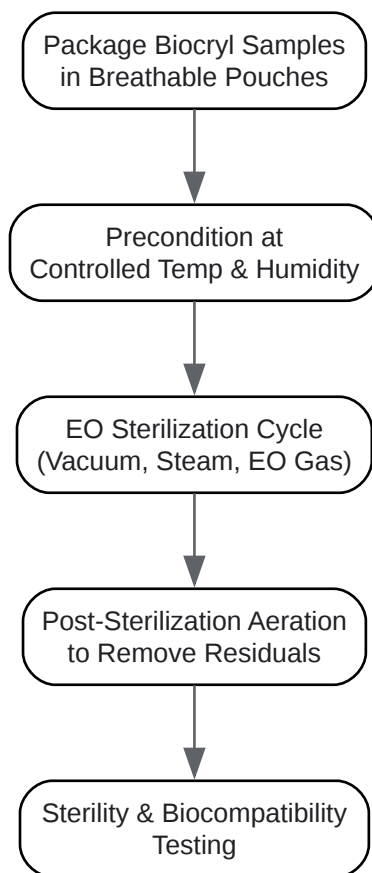 Package Biocryl Samples
in Breathable Pouches
Precondition at
Controlled Temp & Humidity
EO Sterilization Cycle
(Vacuum, Steam, EO Gas)
Post-Sterilization Aeration
to Remove Residuals
Sterility & Biocompatibility
Testing